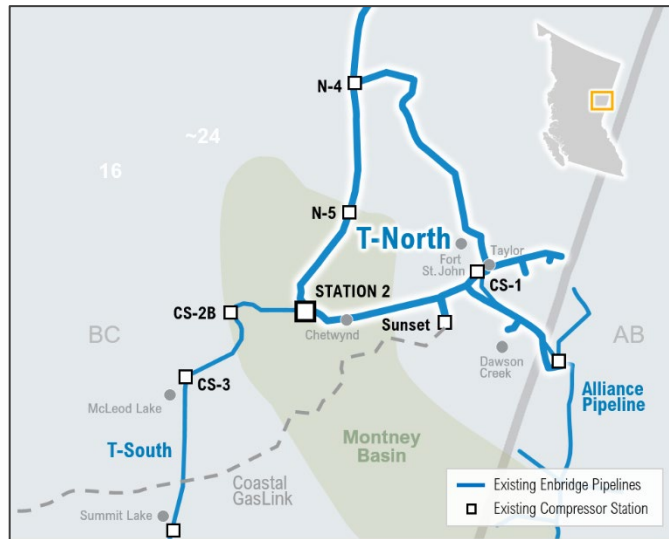 N-4
~24
16
N-5
T-North
Fort
St.John
Taylor
CS-1
STATION 2
CS-2B
Chetwynd
Sunset
BC
AB
Dawson
Creek
CS-3
McLeod Lake
Alliance
Pipeline
T-South
Montney
Basin
Coastal
GasLink
Summit Lake
Existing Enbridge Pipelines
Existing Compressor Station